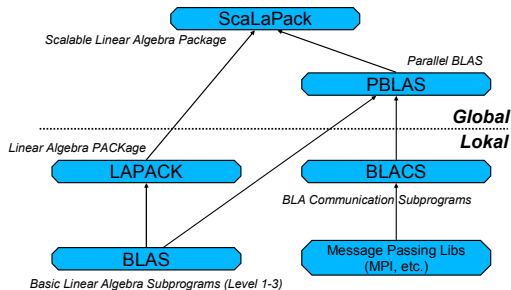 ScaLaPack
Scalable Linear Algebra Package
Parallel BLAS
PBLAS
Global
Lokal
Linear Algebra PACKage
LAPACK
BLACS
BLA Communication Subprograms
BLAS
Message Passing Libs
(MPI, etc.)
Basic Linear Algebra Subprograms (Level 1-3)